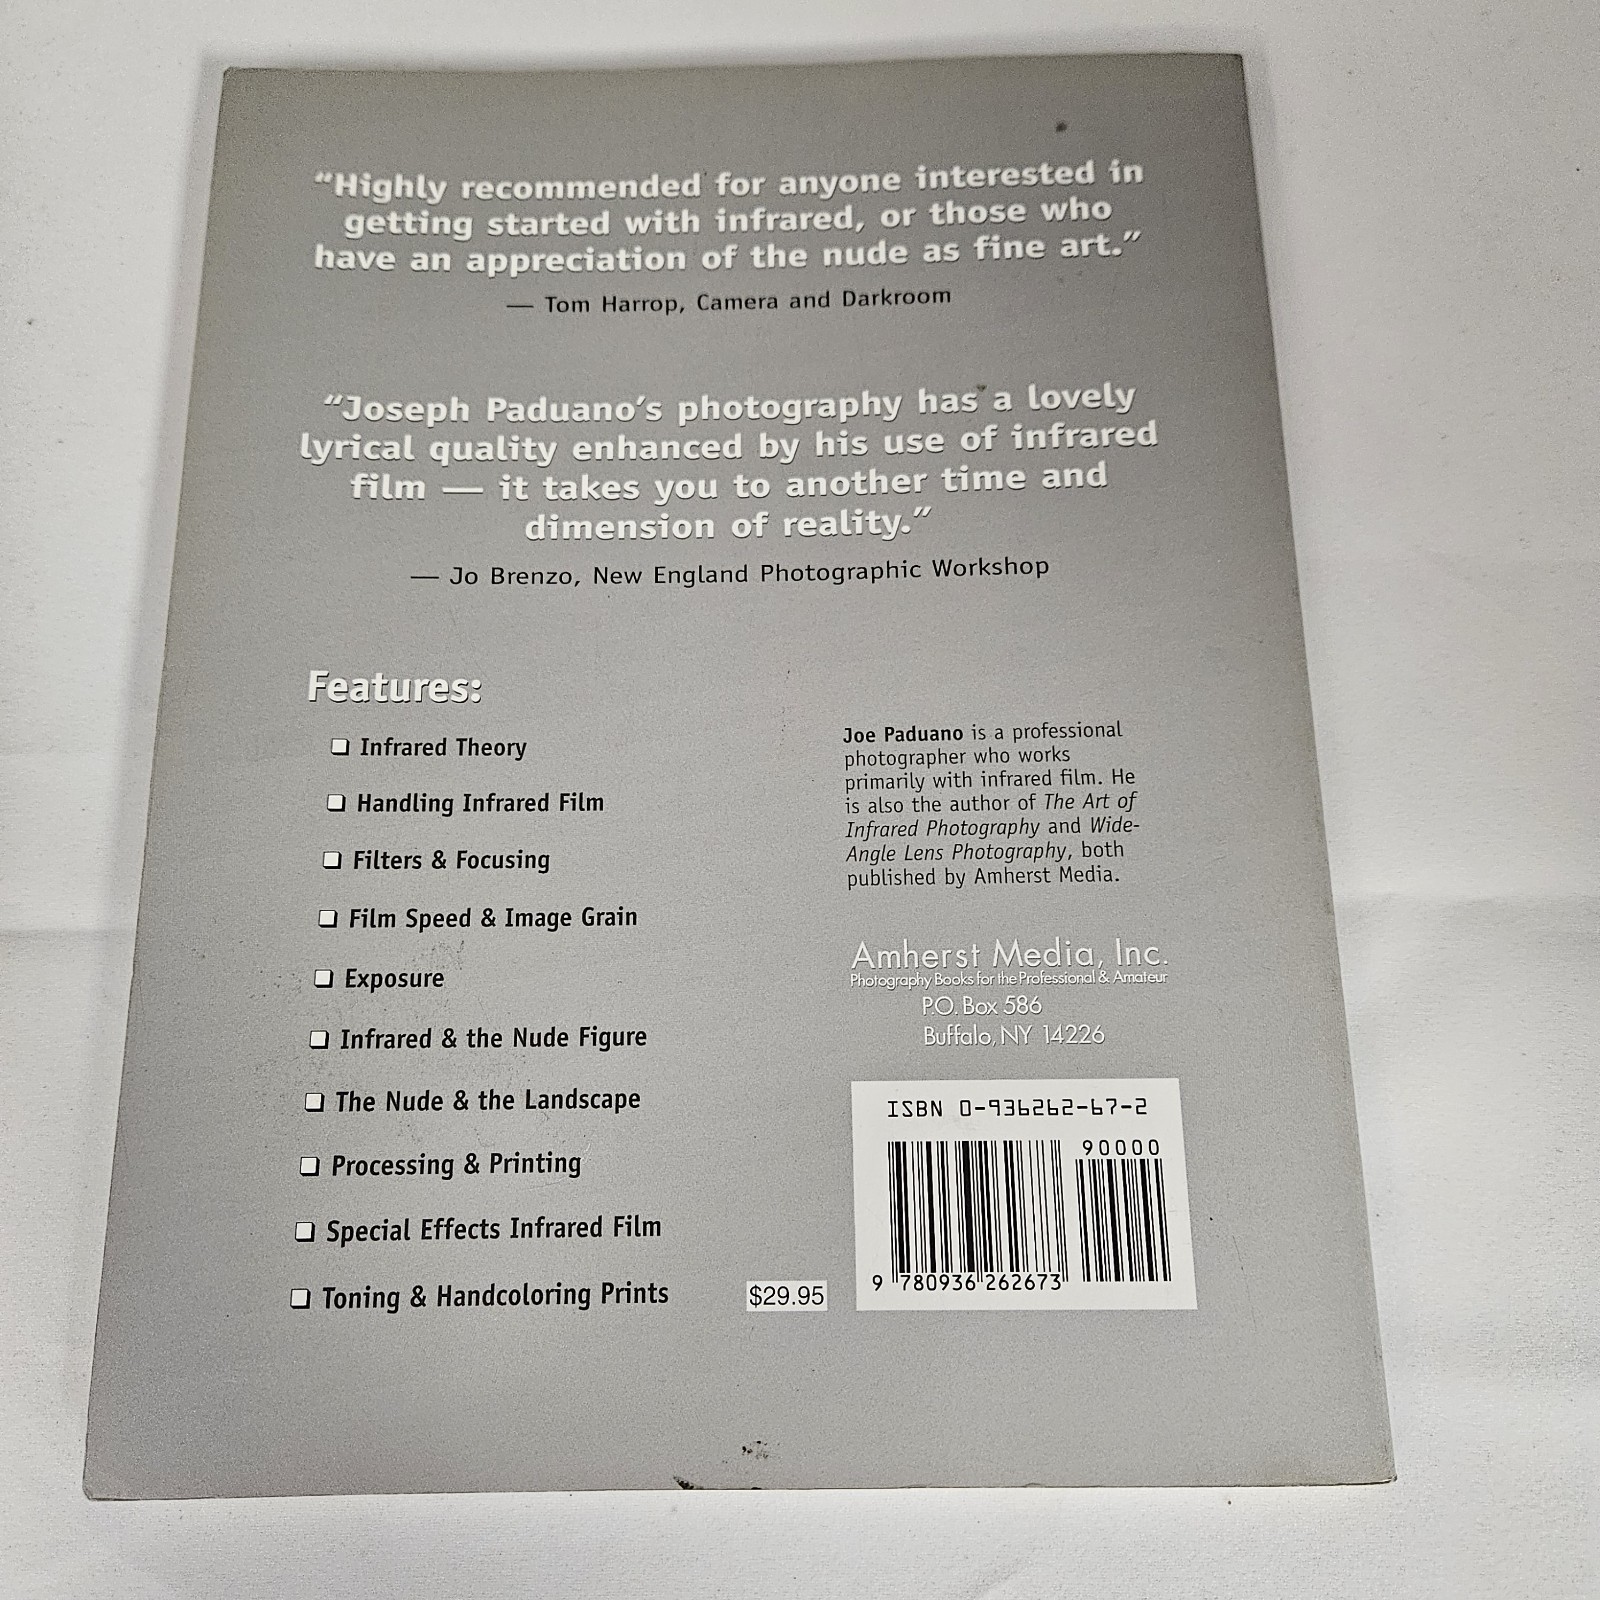 “Highly recommended for anyone interested in
getting started with infrared, or those who
have an appreciation of the nude as fine art.”
— Tom Harrop, Camera and Darkroom
“Joseph Paduano’s photography has a lovely
lyrical quality enhanced by his use of infrared
film — it takes you to another time and
dimension of reality.”
— Jo Brenzo, New England Photographic Workshop
Features:
❑ Infrared Theory
❑ Handling Infrared Film
❑ Filters & Focusing
❑ Film Speed & Image Grain
❑ Exposure
❑ Infrared & the Nude Figure
❑ The Nude & the Landscape
❑ Processing & Printing
❑ Special Effects Infrared Film
❑ Toning & Handcoloring Prints
Joe Paduano is a professional
photographer who works
primarily with infrared film. He
is also the author of The Art of
Infrared Photography and Wide-
Angle Lens Photography, both
published by Amherst Media.
Amherst Media, Inc.
Photography Books for the Professional & Amateur
P.O. Box 586
Buffalo, NY 14226
$29.95
ISBN 0-936262-67-2
90000
9 780936 262673